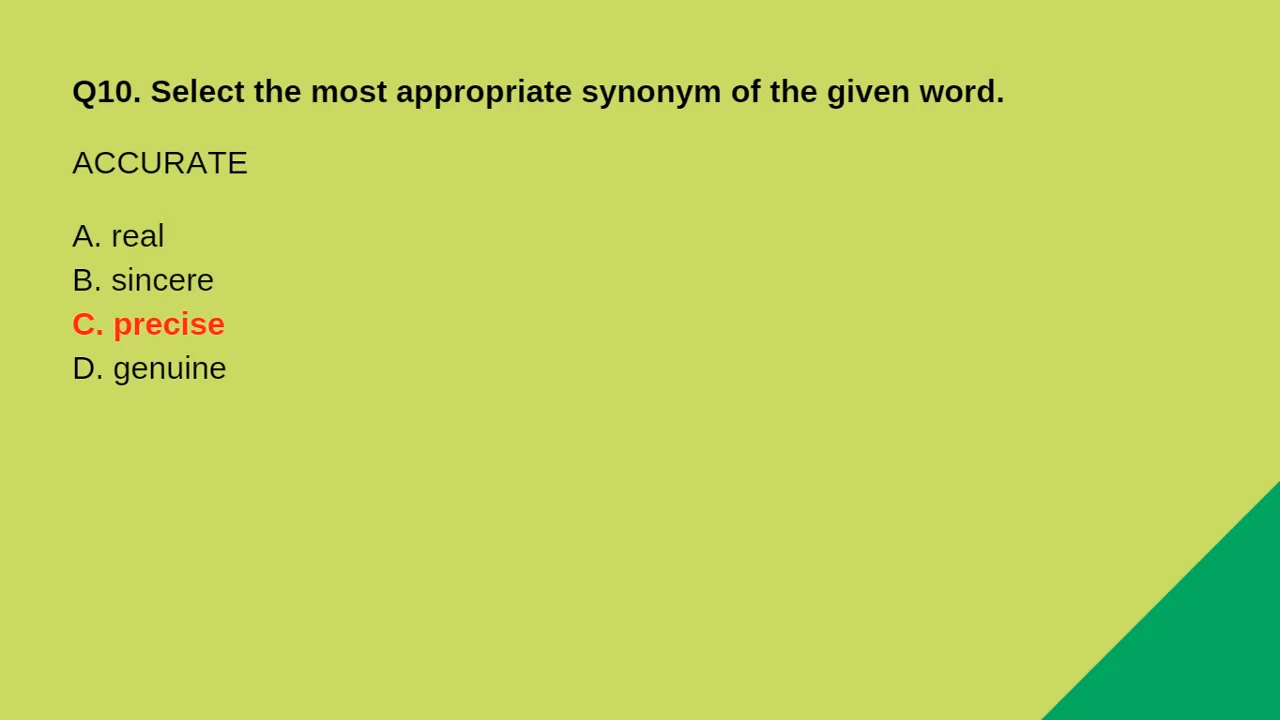 Q10. Select the most appropriate synonym of the given word.
ACCURATE
A. real
B. sincere
C. precise
D. genuine